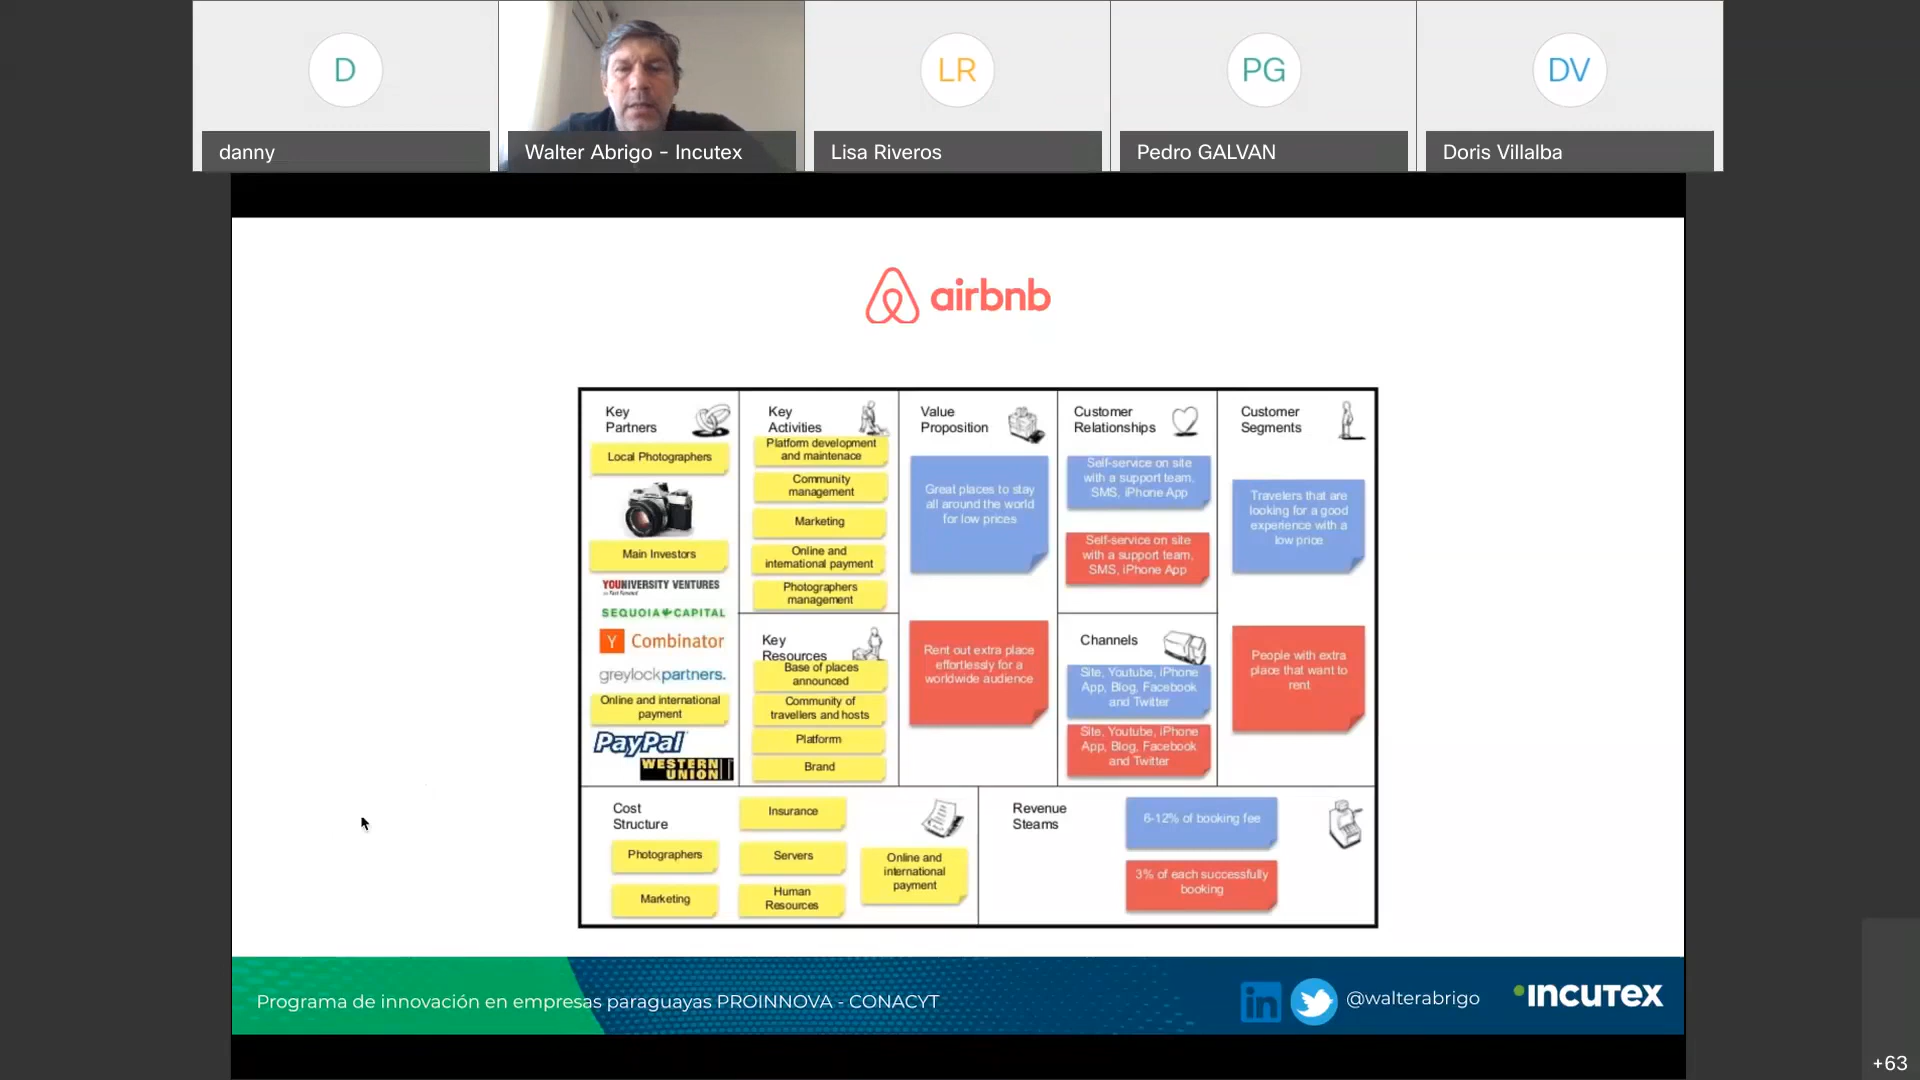 D
LR
PG
DV
danny
Walter Abrigo - Incutex
Lisa Riveros
Pedro GALVAN
Doris Villalba
airbnb
Key
Partners
Local Photographers
Main Investors
YOUNIVERSITY VENTURES
SEQUOIA CAPITAL
Y Combinator
greylockpartners.
Online and international
payment
PayPal
WESTERN
UNION
Key
Activities
Platform development
and maintenace
Community
management
Marketing
Online and
international payment
Photographers
management
Key
Resources
Base of places
announced
Community of
travellers and hosts
Platform
Brand
Value
Proposition
Great places to stay
all around the world
for low prices
Rent out extra place
effortlessly for a
worldwide audience
Customer
Relationships
Self-service on site
with a support team,
SMS, iPhone App
Self-service on site
with a support team,
SMS, iPhone App
Channels
Site, Youtube, iPhone
App, Blog, Facebook
and Twitter
Site, Youtube, iPhone
App, Blog, Facebook
and Twitter
Customer
Segments
Travelers that are
looking for a good
experience with a
low price
People with extra
place that want to
rent
Cost
Structure
Photographers
Marketing
Insurance
Servers
Human
Resources
Online and
international
payment
Revenue
Steams
6-12% of booking fee
3% of each successfully
booking
Programa de innovación en empresas paraguayas PROINNOVA - CONACYT
in
@walterabrigo
INCUTEX
+63